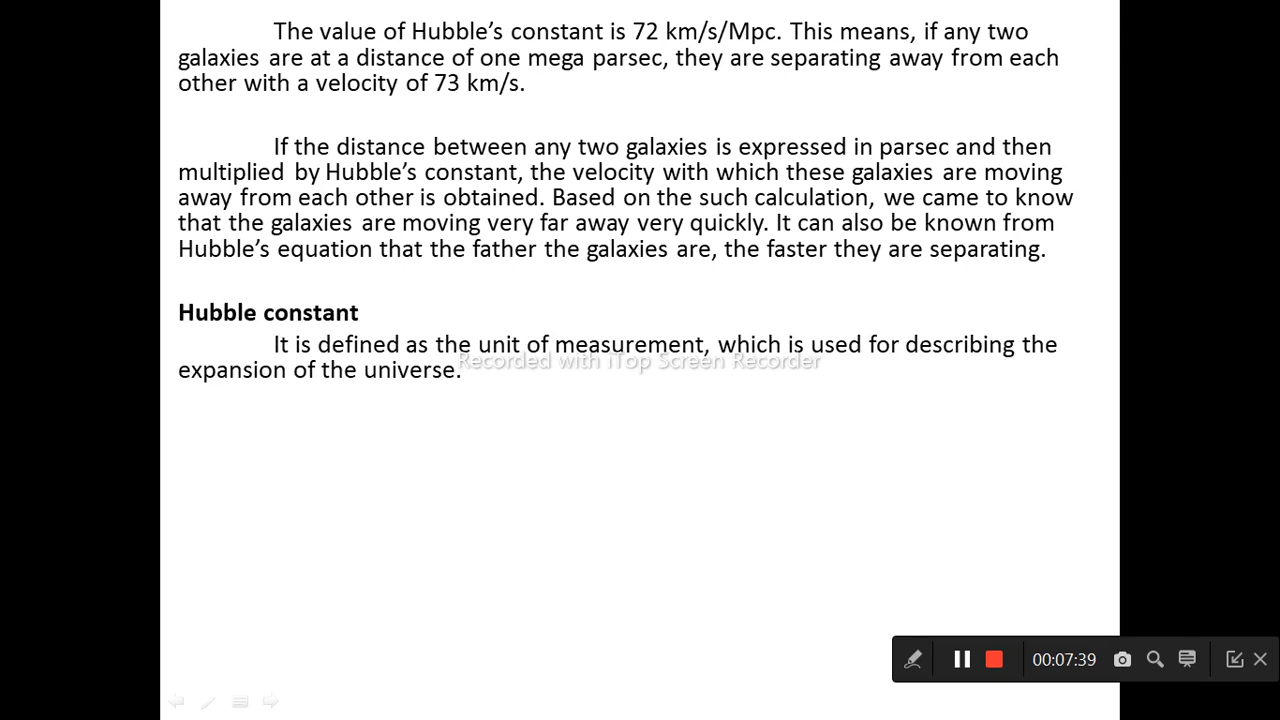 The value of Hubble’s constant is 72 km/s/Mpc. This means, if any two
galaxies are at a distance of one mega parsec, they are separating away from each
other with a velocity of 73 km/s.
If the distance between any two galaxies is expressed in parsec and then
multiplied by Hubble’s constant, the velocity with which these galaxies are moving
away from each other is obtained. Based on the such calculation, we came to know
that the galaxies are moving very far away very quickly. It can also be known from
Hubble’s equation that the father the galaxies are, the faster they are separating.
Hubble constant
It is defined as the unit of measurement, which is used for describing the
expansion of the universe.
Recorded with iTop Screen Recorder
00:07:39